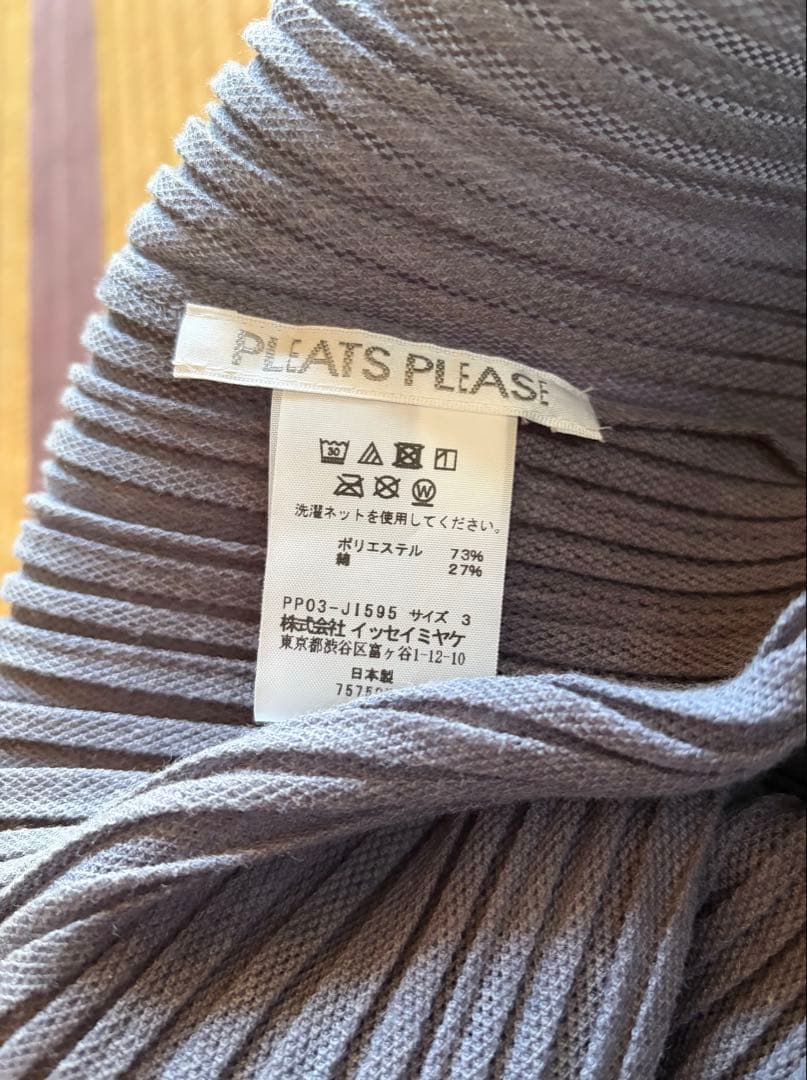 PLEATS PLEASE
30
W
洗濯ネットを使用してください。
ポリエステル 73%
綿 27%
PP03-JI595 サイズ 3
株式会社 イッセイミヤケ
東京都渋谷区富ヶ谷1-12-10
日本製